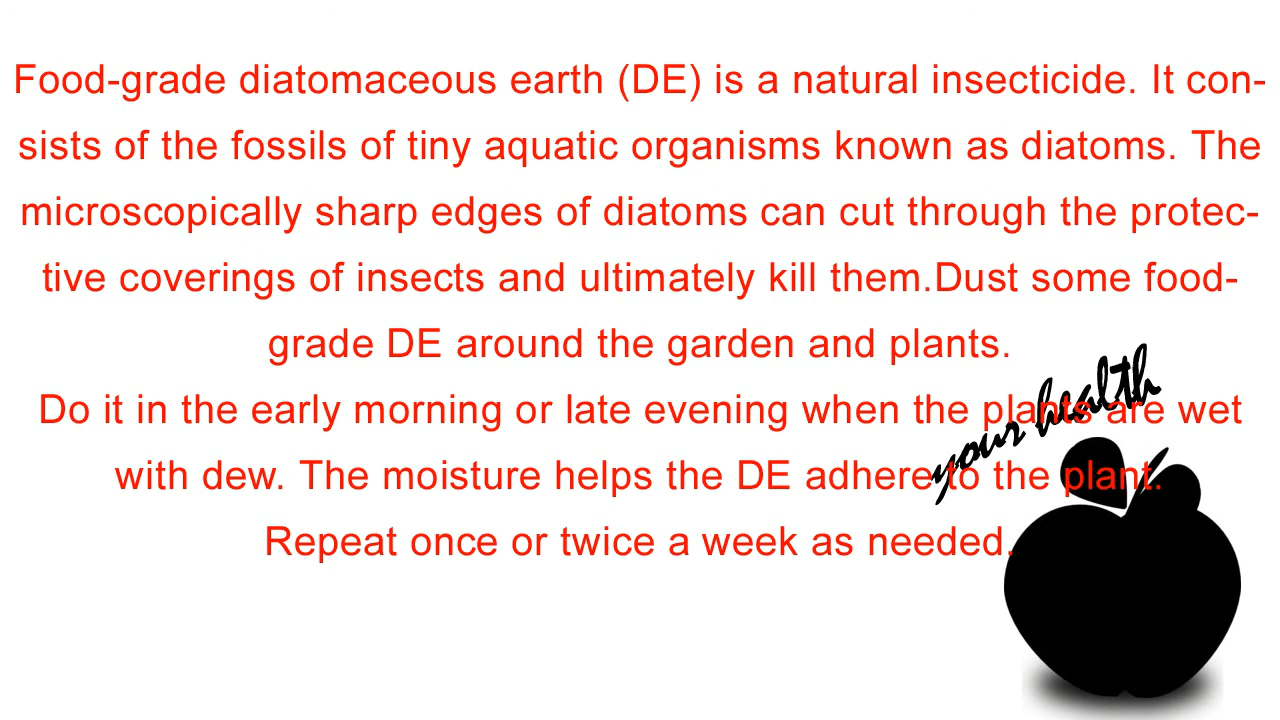 Food-grade diatomaceous earth (DE) is a natural insecticide. It con-
sists of the fossils of tiny aquatic organisms known as diatoms. The
microscopically sharp edges of diatoms can cut through the protec-
tive coverings of insects and ultimately kill them.Dust some food-
grade DE around the garden and plants.
Do it in the early morning or late evening when the plants are wet
with dew. The moisture helps the DE adhere to the plant.
Repeat once or twice a week as needed.
your health